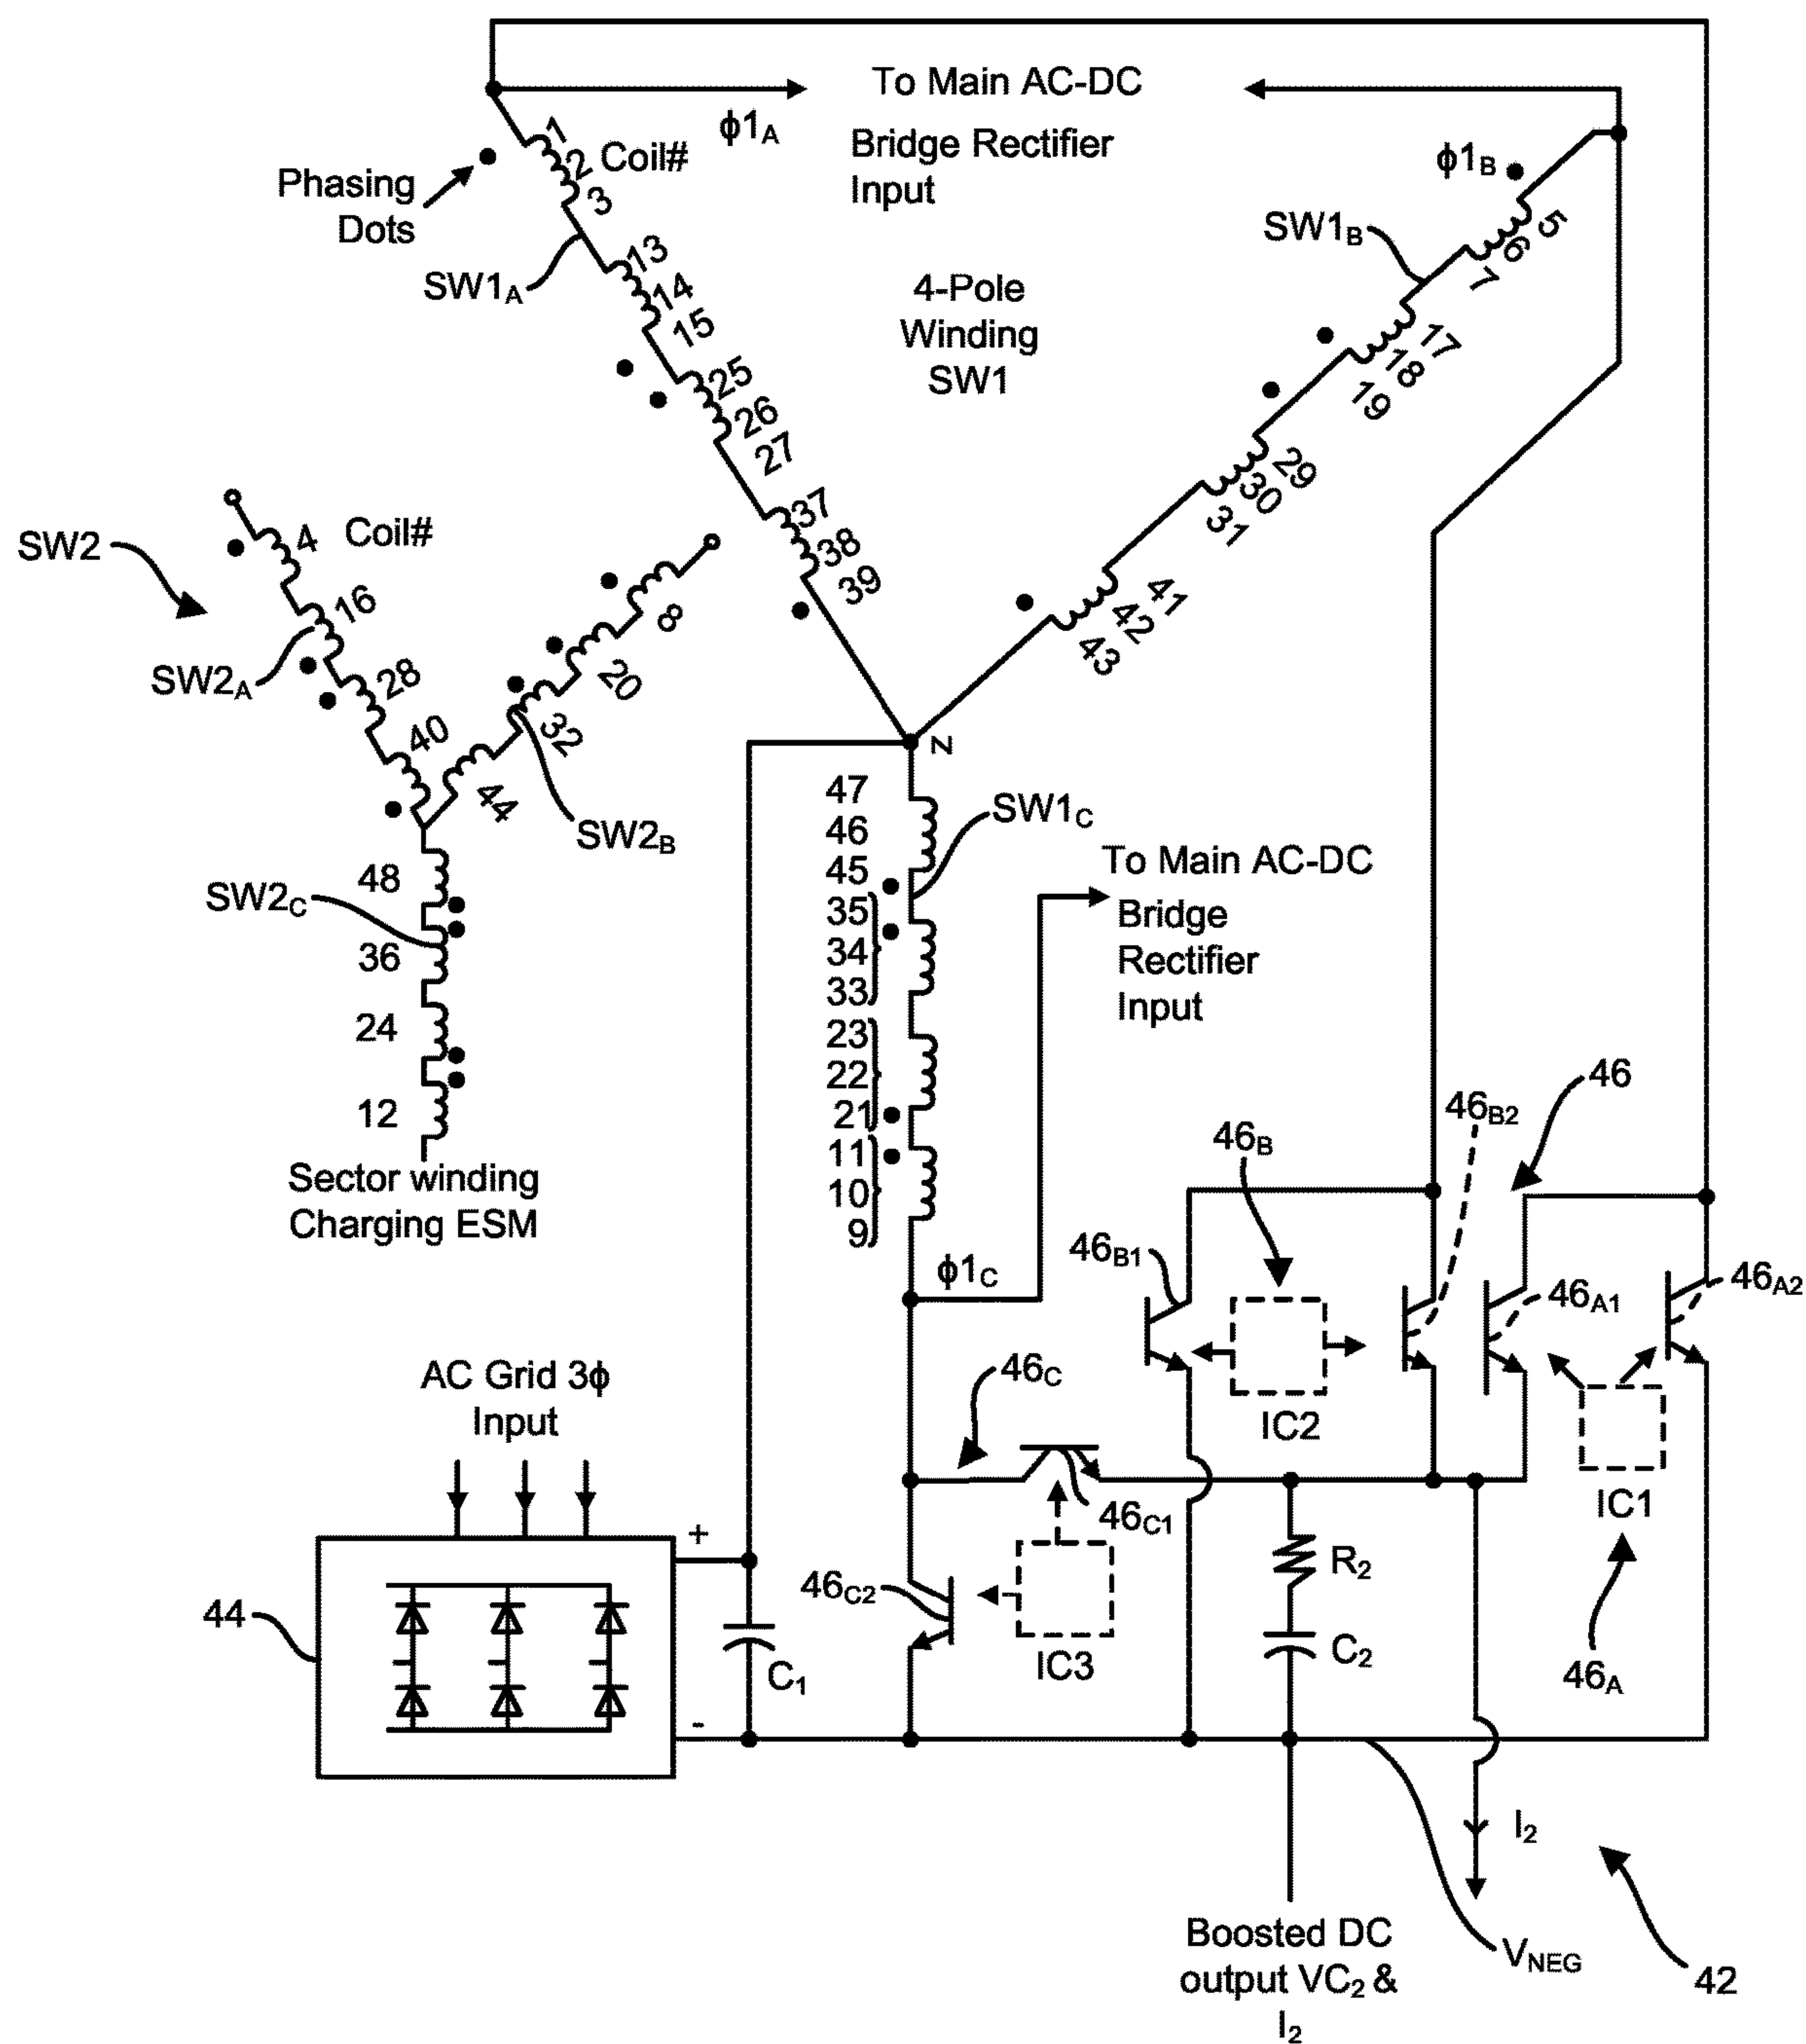 To Main AC-DC
Bridge Rectifier
Input
ϕ1A
ϕ1B
Phasing
Dots
Coil#
1
2
3
SW1A
13
14
15
25
26
27
37
38
39
4-Pole
Winding
SW1
SW1B
5
6
7
17
18
19
29
30
31
41
42
43
N
SW2
Coil#
4
16
28
40
SW2A
8
20
32
44
SW2B
SW2C
48
36
24
12
Sector winding
Charging ESM
47
46
45
35
34
33
23
22
21
11
10
9
SW1C
To Main AC-DC
Bridge
Rectifier
Input
ϕ1C
46
46B2
46B
46B1
46A1
46A2
IC2
IC1
46A
46C
46C1
46C2
IC3
AC Grid 3ϕ
Input
44
+
-
C1
R2
C2
I2
VNEG
42
Boosted DC
output VC2 &
I2